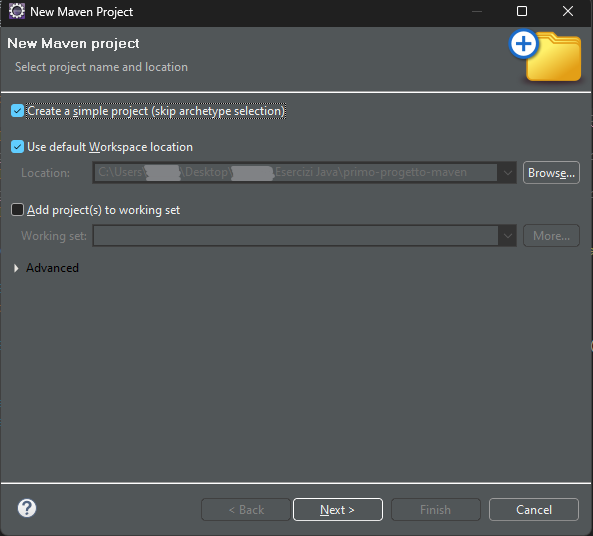 New Maven Project
New Maven project
Select project name and location
Create a simple project (skip archetype selection)
Use default Workspace location
Location: C:\Users\ \Desktop\ Esercizi Java\primo-progetto-maven Browse...
Add project(s) to working set
Working set: More...
Advanced
? < Back Next > Finish Cancel